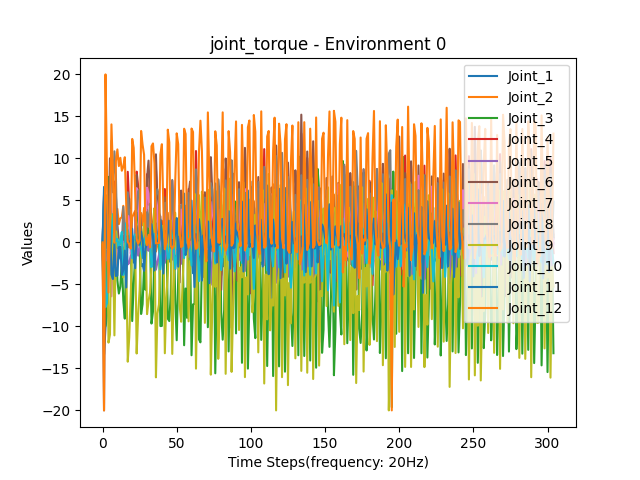 joint_torque - Environment 0
20
15
10
5
0
−5
−10
−15
−20
Values
0
50
100
150
200
250
300
Time Steps(frequency: 20Hz)
Joint_1
Joint_2
Joint_3
Joint_4
Joint_5
Joint_6
Joint_7
Joint_8
Joint_9
Joint_10
Joint_11
Joint_12